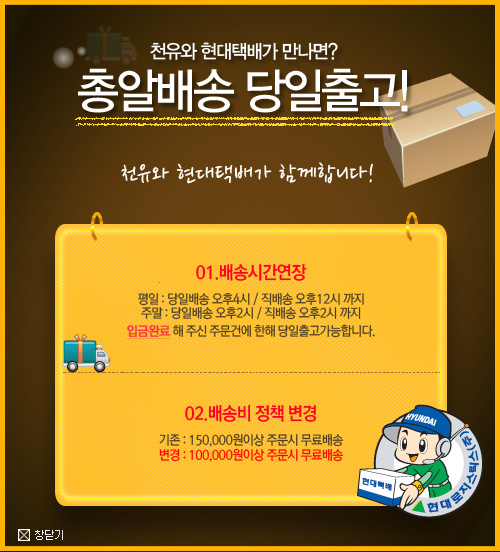 천유와 현대택배가 만나면?
총알배송 당일출고!
천유와 현대택배가 함께합니다!
01.배송시간연장
평일 : 당일배송 오후4시 / 직배송 오후12시 까지
주말 : 당일배송 오후2시 / 직배송 오후2시 까지
입금완료 해 주신 주문건에 한해 당일출고가능합니다.
02.배송비 정책 변경
기존 : 150,000원이상 주문시 무료배송
변경 : 100,000원이상 주문시 무료배송
HYUNDAI
현대택배
현대로지스틱스(주)
창닫기